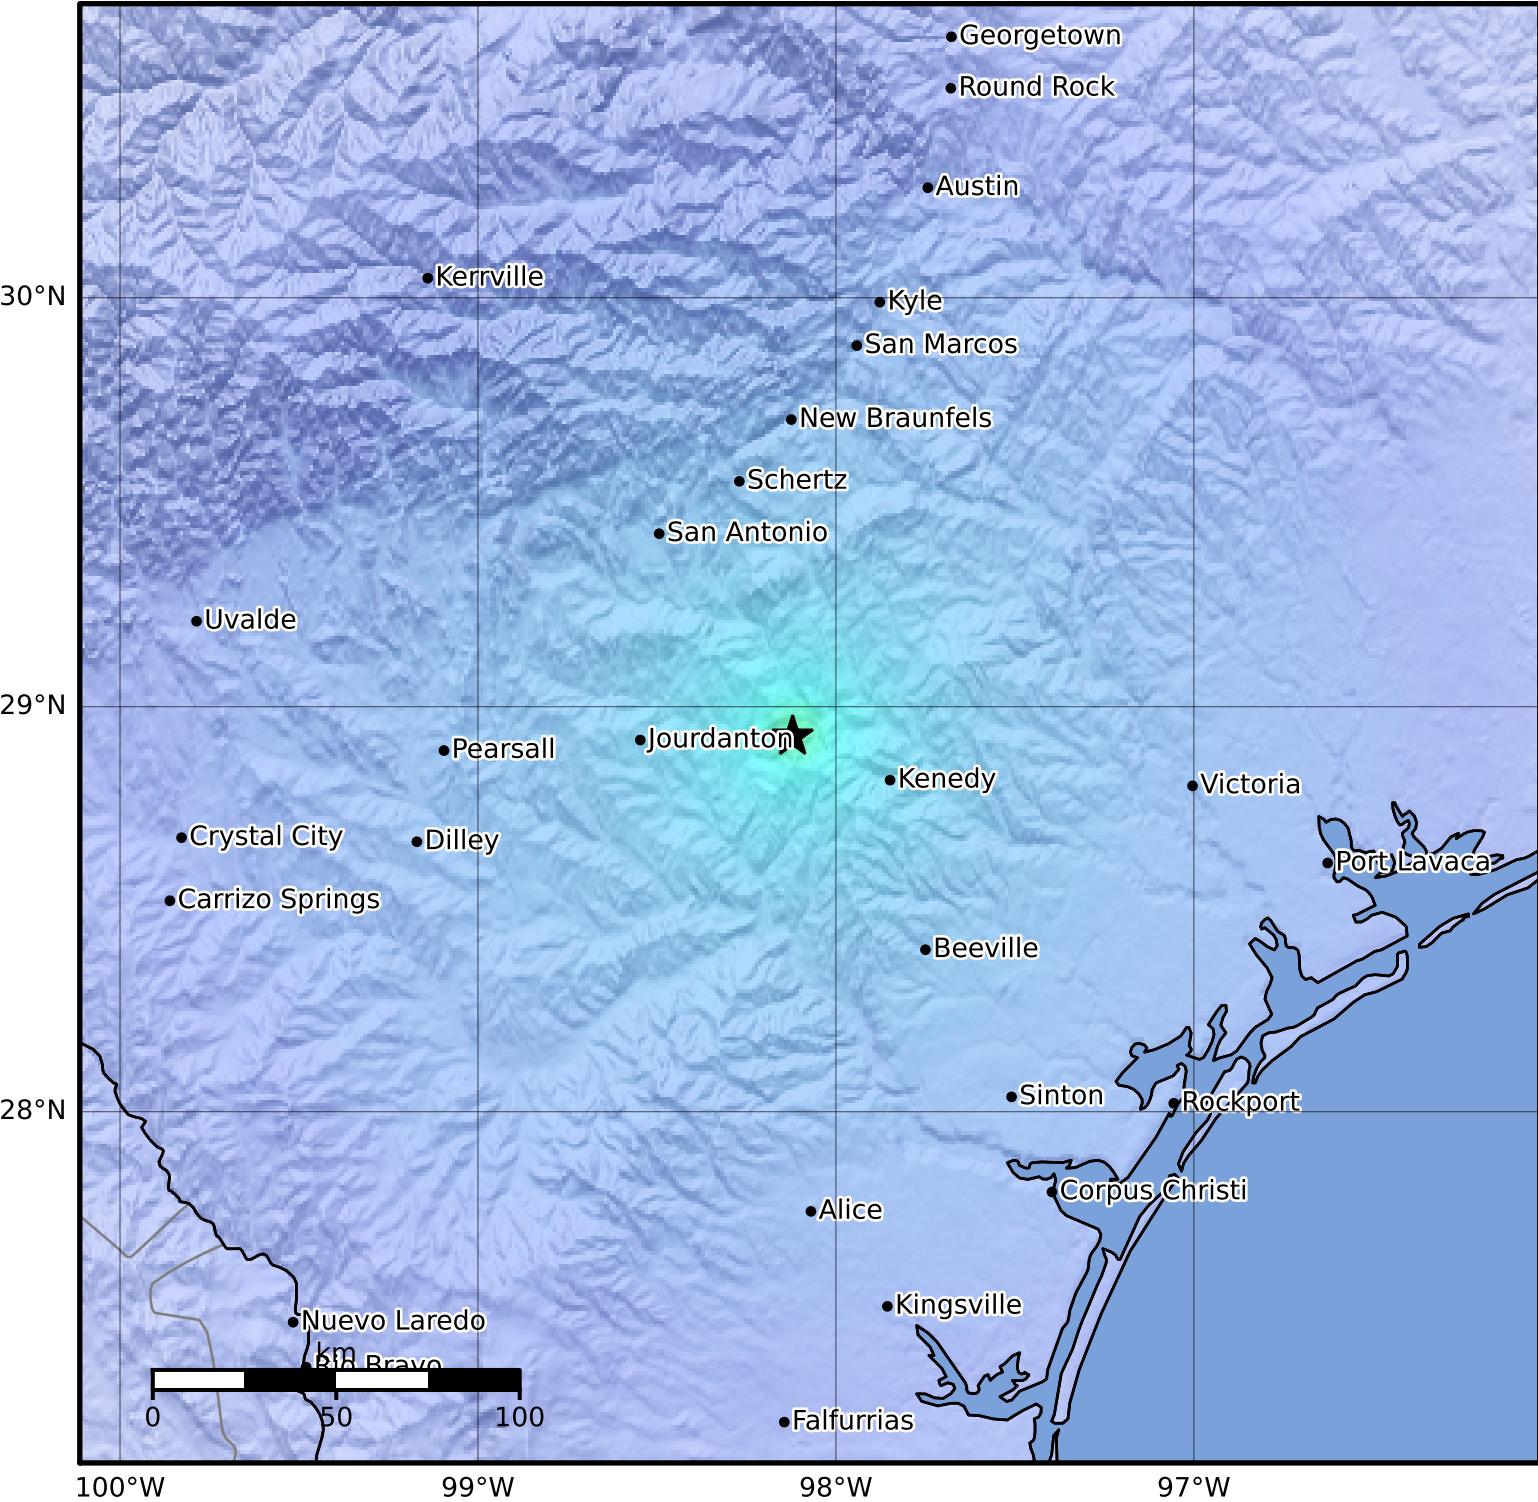 Georgetown
Round Rock
Austin
Kerrville
30°N
Kyle
San Marcos
New Braunfels
Schertz
San Antonio
Uvalde
29°N
Jourdanton
Pearsall
Kenedy
Victoria
Crystal City
Dilley
Port Lavaca
Carrizo Springs
Beeville
28°N
Sinton
Rockport
Corpus Christi
Alice
Kingsville
Nuevo Laredo
km
Rio Bravo
0 50 100
Falfurrias
100°W 99°W 98°W 97°W